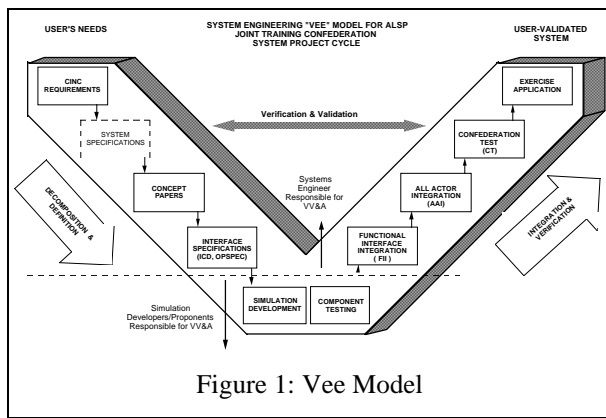 USER'S NEEDS
SYSTEM ENGINEERING "VEE" MODEL FOR ALSP
JOINT TRAINING CONFEDERATION
SYSTEM PROJECT CYCLE
USER-VALIDATED
SYSTEM
CINC
REQUIREMENTS
EXERCISE
APPLICATION
Verification & Validation
SYSTEM
SPECIFICATIONS
CONFEDERATION
TEST
(CT)
CONCEPT
PAPERS
Systems
Engineer
Responsible for
VV&A
ALL ACTOR
INTEGRATION
(AAI)
DECOMPOSITION &
DEFINITION
INTEGRATION &
VERIFICATION
INTERFACE
SPECIFICATIONS
(ICD, OPSPEC)
FUNCTIONAL
INTERFACE
INTEGRATION
( FII )
Simulation
Developers/Proponents
Responsible for VV&A
SIMULATION
DEVELOPMENT
COMPONENT
TESTING
Figure 1: Vee Model